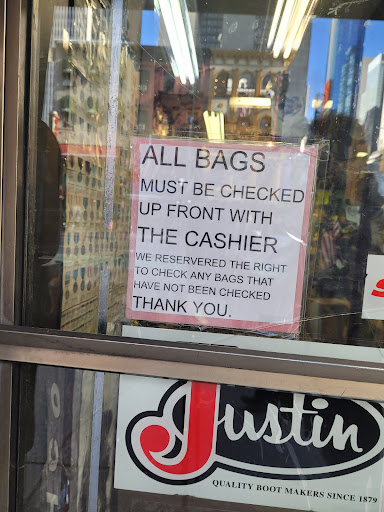 ALL BAGS
MUST BE CHECKED
UP FRONT WITH
THE CASHIER
WE RESERVERED THE RIGHT
TO CHECK ANY BAGS THAT
HAVE NOT BEEN CHECKED
THANK YOU.
Justin
QUALITY BOOT MAKERS SINCE 1879